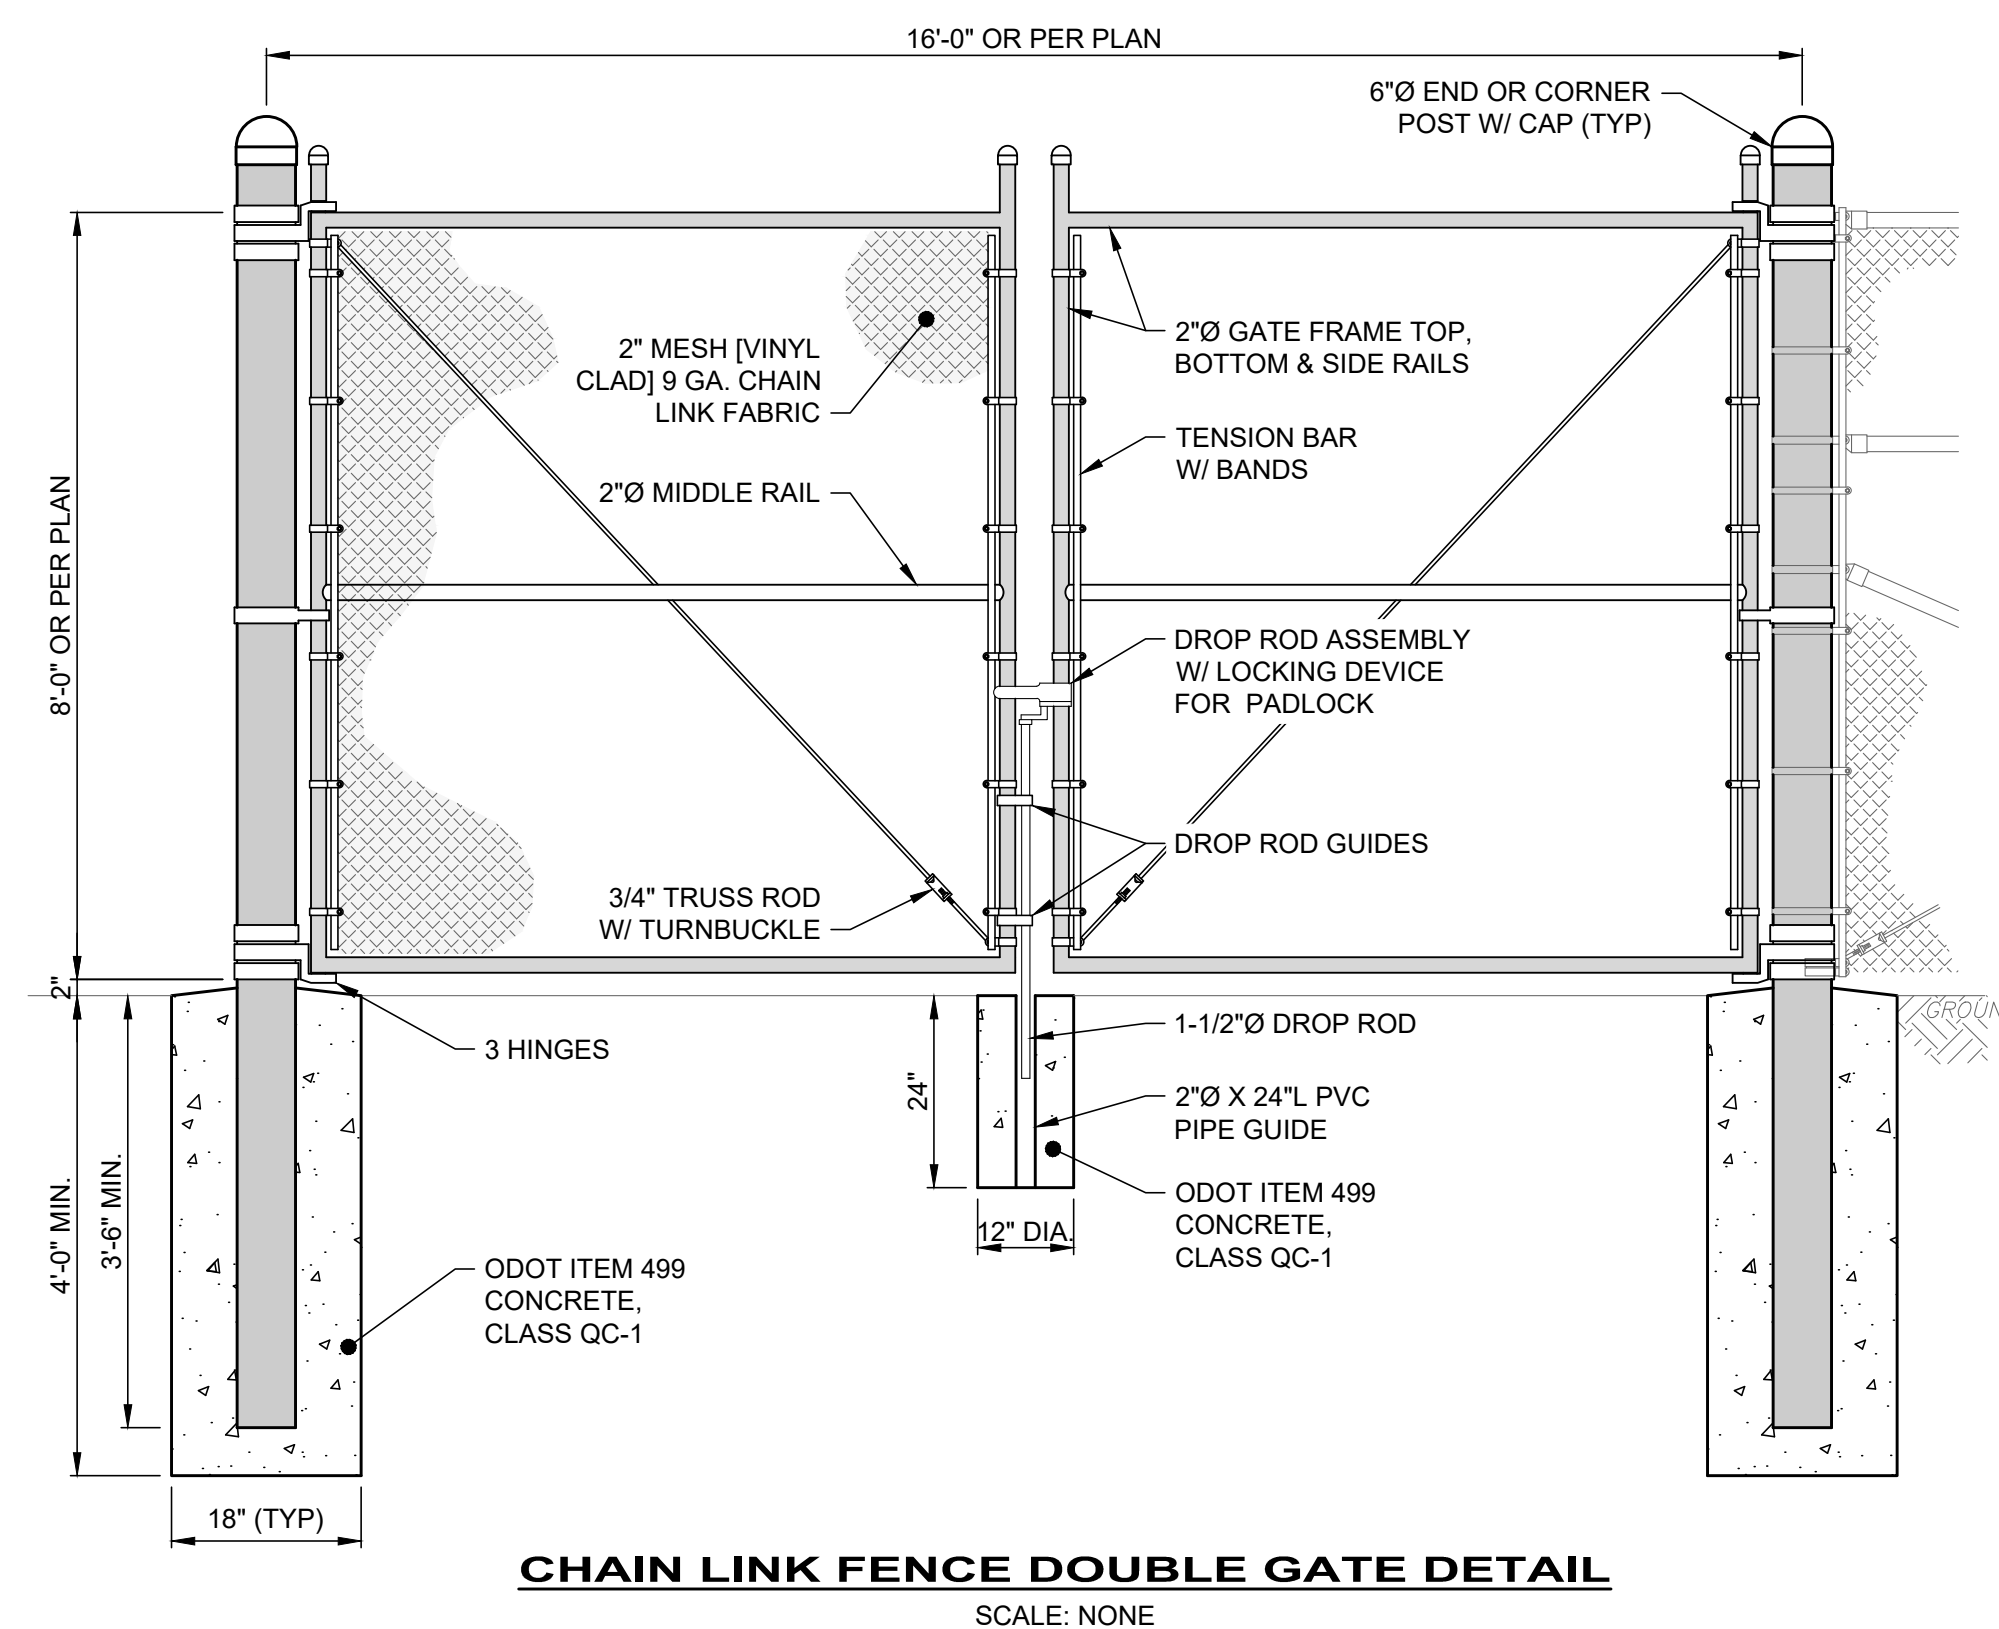 16'-0" OR PER PLAN
6"Ø END OR CORNER
POST W/ CAP (TYP)
2" MESH [VINYL
CLAD] 9 GA. CHAIN
LINK FABRIC
2"Ø GATE FRAME TOP,
BOTTOM & SIDE RAILS
TENSION BAR
W/ BANDS
2"Ø MIDDLE RAIL
8'-0" OR PER PLAN
DROP ROD ASSEMBLY
W/ LOCKING DEVICE
FOR PADLOCK
DROP ROD GUIDES
3/4" TRUSS ROD
W/ TURNBUCKLE
2"
3 HINGES
1-1/2"Ø DROP ROD
GROUN
24"
2"Ø X 24"L PVC
PIPE GUIDE
4'-0" MIN.
3'-6" MIN.
12" DIA.
ODOT ITEM 499
CONCRETE,
CLASS QC-1
ODOT ITEM 499
CONCRETE,
CLASS QC-1
18" (TYP)
CHAIN LINK FENCE DOUBLE GATE DETAIL
SCALE: NONE